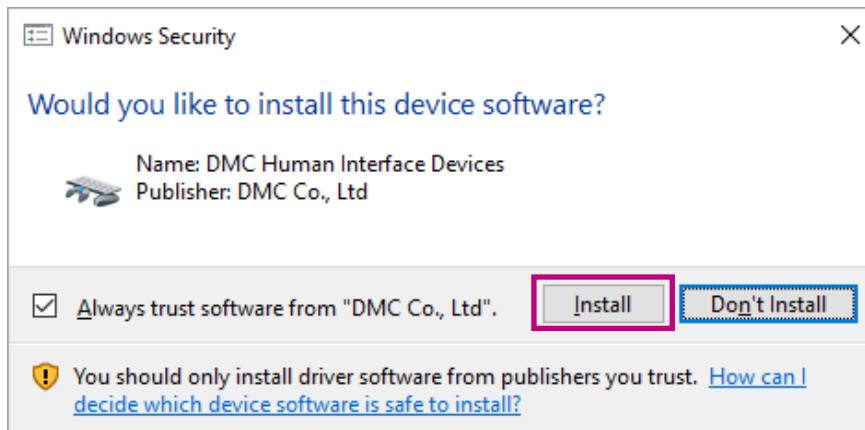 Windows Security
Would you like to install this device software?
Name: DMC Human Interface Devices
Publisher: DMC Co., Ltd
Always trust software from "DMC Co., Ltd".
Install
Don't Install
You should only install driver software from publishers you trust. How can I
decide which device software is safe to install?